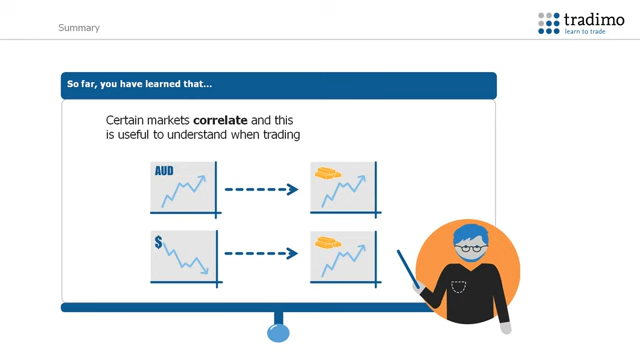 Summary
tradimo
learn to trade
So far, you have learned that...
Certain markets correlate and this
is useful to understand when trading
AUD
$